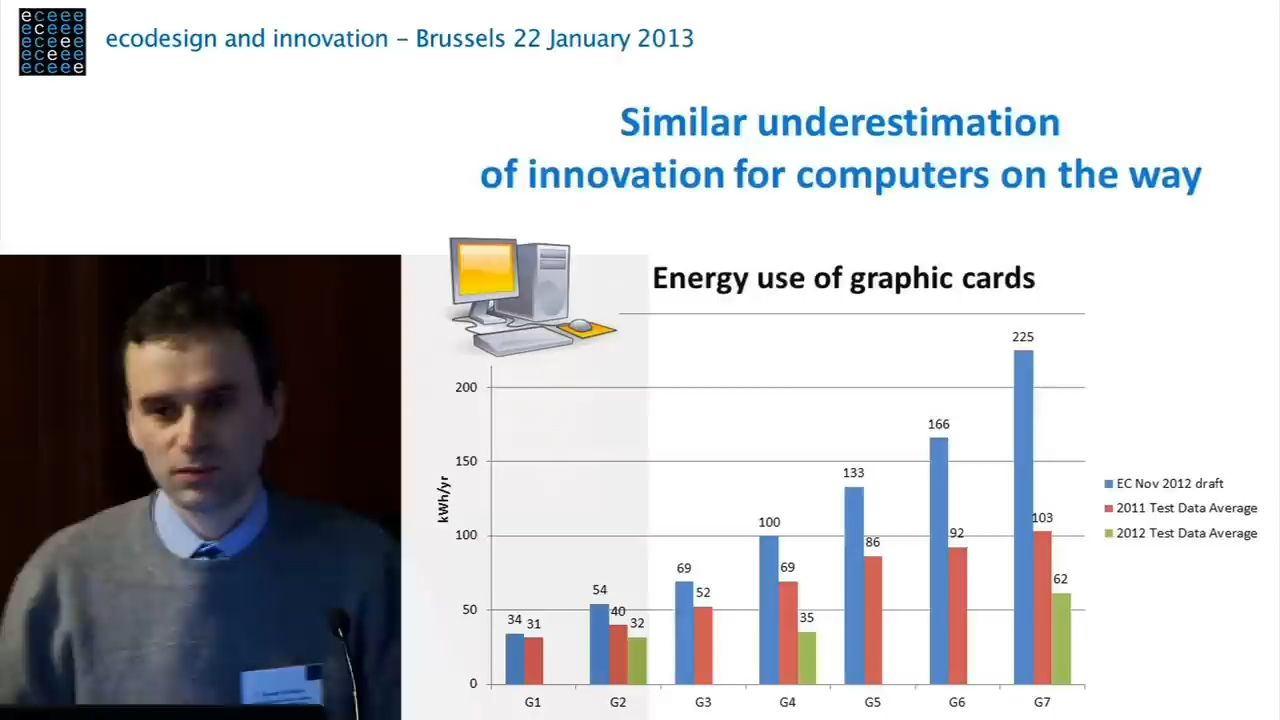 eceee
eceee
eceee
eceee
eceee
ecodesign and innovation – Brussels 22 January 2013
Similar underestimation
of innovation for computers on the way
Energy use of graphic cards
kWh/yr
200
150
100
50
0
34
31
54
40
32
69
52
100
69
35
133
86
166
92
225
103
62
G1
G2
G3
G4
G5
G6
G7
EC Nov 2012 draft
2011 Test Data Average
2012 Test Data Average